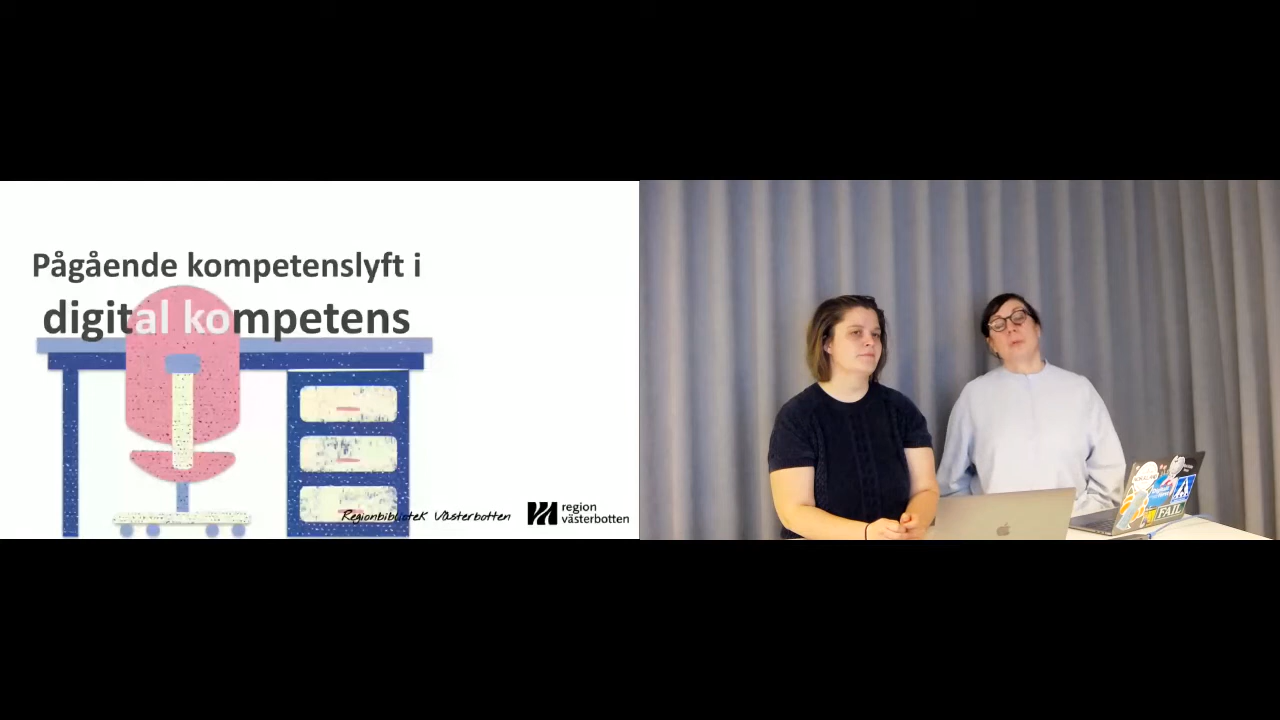 Pågående kompetenslyft i
digital kompetens
Regionbibliotek Västerbotten
region
västerbotten
FAIL